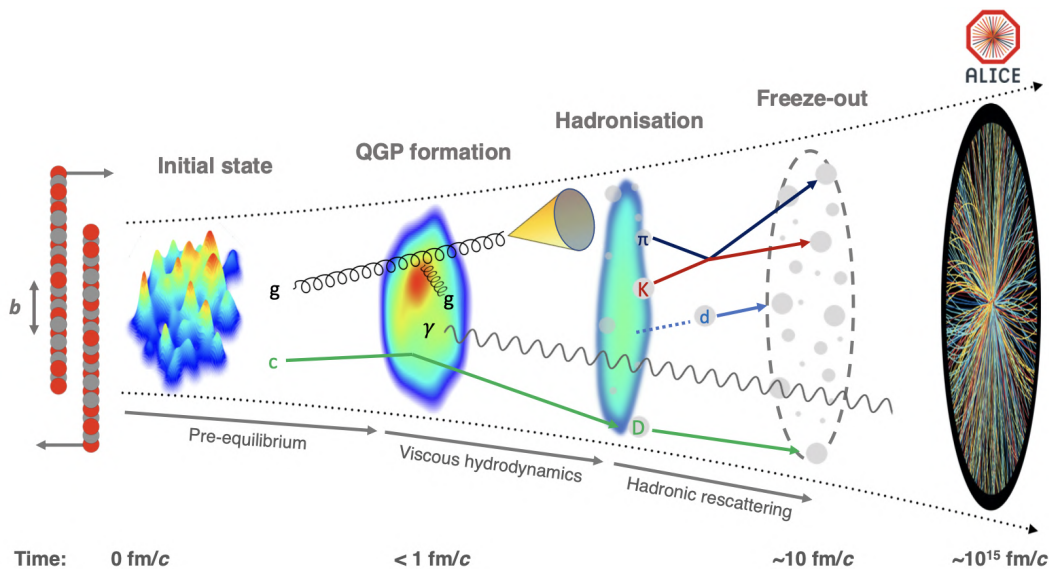 ALICE
Freeze-out
Hadronisation
QGP formation
Initial state
π
g
K
g
b
d
γ
c
D
Pre-equilibrium
Viscous hydrodynamics
Hadronic rescattering
Time: 0 fm/c < 1 fm/c ~10 fm/c ~10¹⁵ fm/c